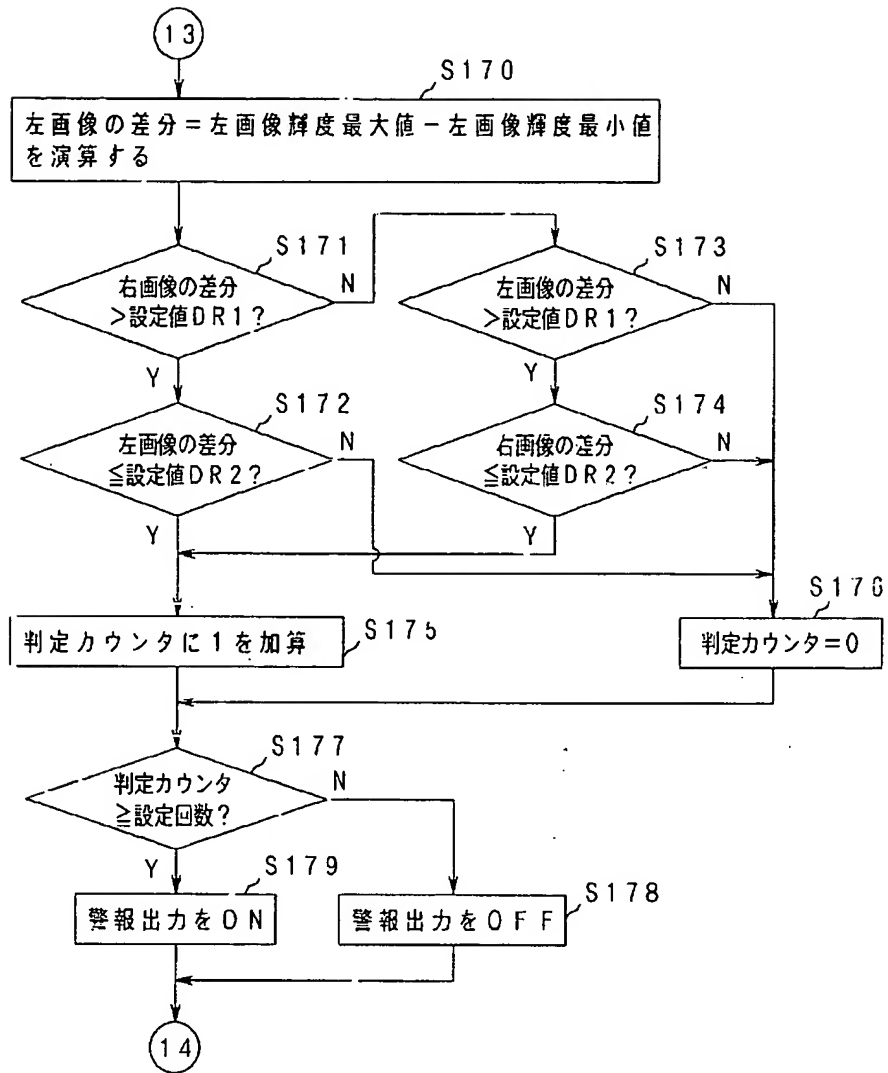 13
S170
左画像の差分=左画像輝度最大値-左画像輝度最小値
を演算する
S171
右画像の差分
>設定値DR1?
N
Y
S173
左画像の差分
>設定値DR1?
N
Y
S172
左画像の差分
≦設定値DR2?
N
Y
S174
右画像の差分
≦設定値DR2?
N
Y
S175
判定カウンタに1を加算
S176
判定カウンタ=0
S177
判定カウンタ
≧設定回数?
N
Y
S179
警報出力をON
S178
警報出力をOFF
14